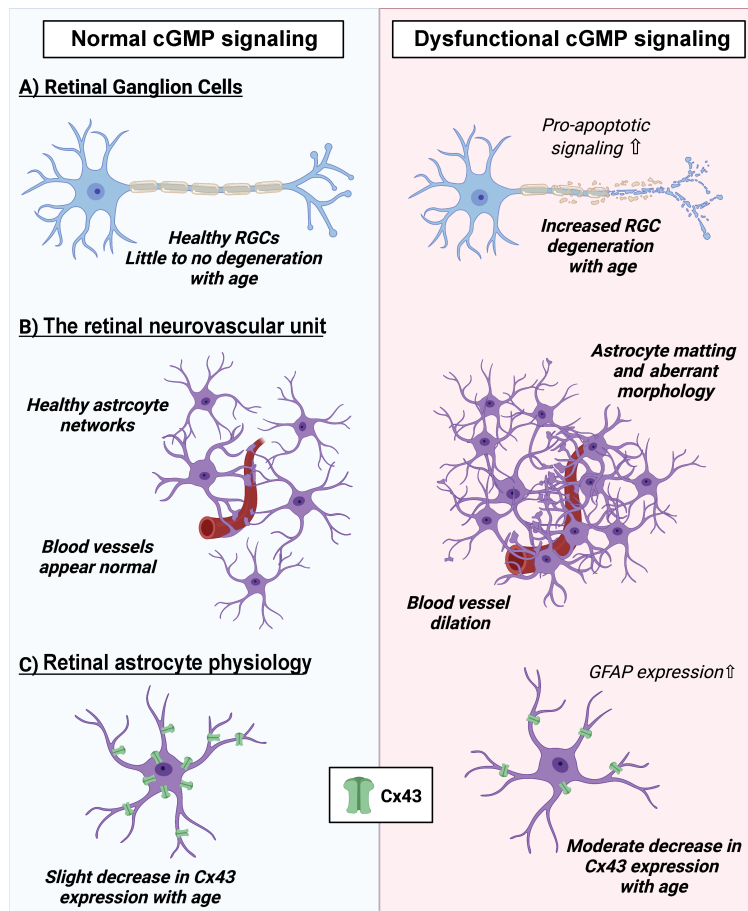 Normal cGMP signaling
Dysfunctional cGMP signaling
A) Retinal Ganglion Cells
Pro-apoptotic
signaling ⇧
Healthy RGCs
Little to no degeneration
with age
Increased RGC
degeneration
with age
B) The retinal neurovascular unit
Healthy astrcoyte
networks
Blood vessels
appear normal
Astrocyte matting
and aberrant
morphology
Blood vessel
dilation
C) Retinal astrocyte physiology
GFAP expression⇧
Cx43
Slight decrease in Cx43
expression with age
Moderate decrease in
Cx43 expression
with age